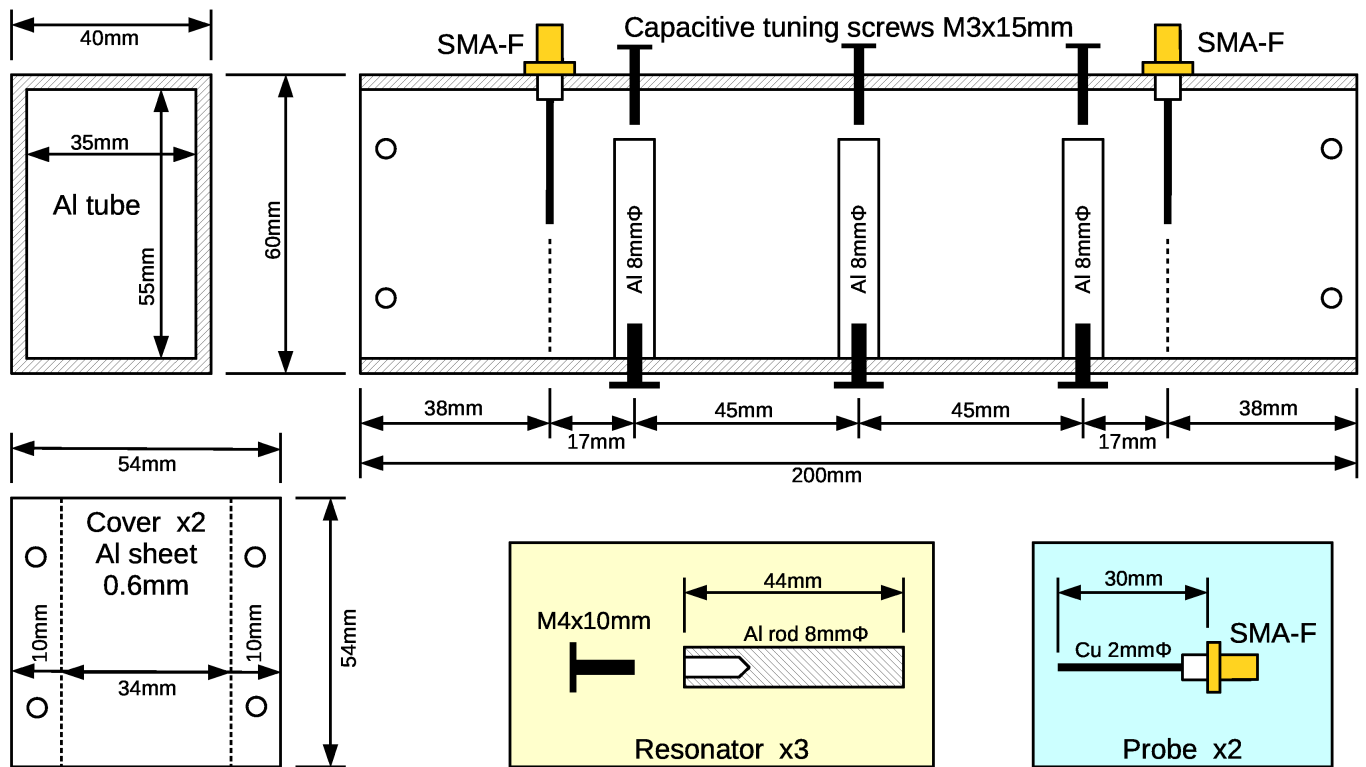 40mm
SMA-F
Capacitive tuning screws M3x15mm
SMA-F
35mm
Al tube
55mm
60mm
Al 8mmΦ
Al 8mmΦ
Al 8mmΦ
38mm
17mm
45mm
45mm
17mm
38mm
200mm
54mm
Cover x2
Al sheet
0.6mm
10mm
34mm
10mm
54mm
44mm
M4x10mm
Al rod 8mmΦ
Resonator x3
30mm
SMA-F
Cu 2mmΦ
Probe x2